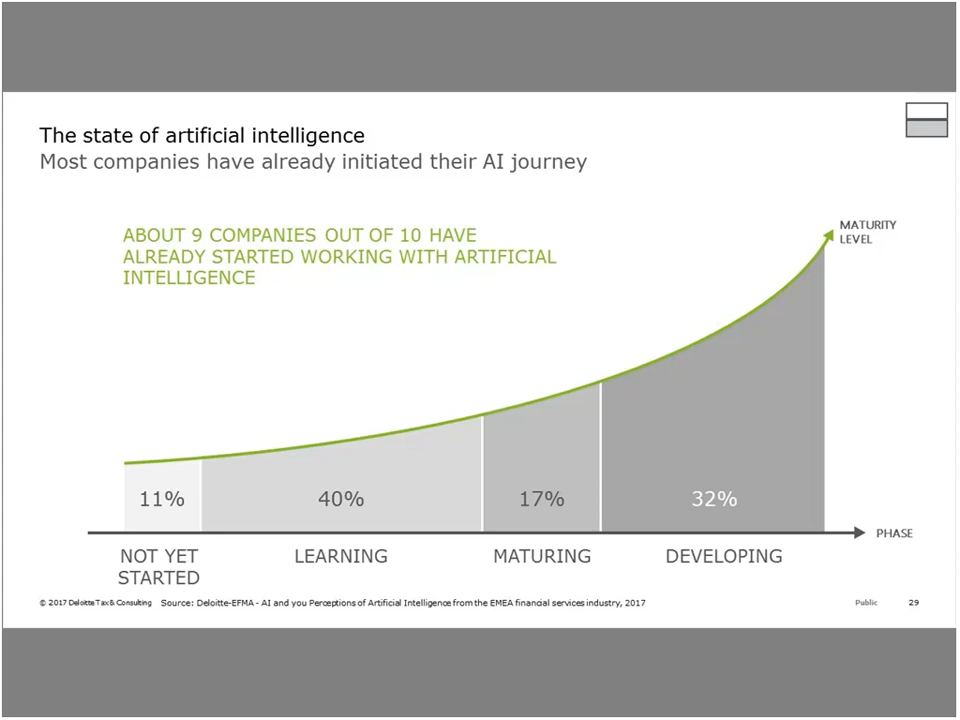 The state of artificial intelligence
Most companies have already initiated their AI journey
ABOUT 9 COMPANIES OUT OF 10 HAVE
ALREADY STARTED WORKING WITH ARTIFICIAL
INTELLIGENCE
MATURITY
LEVEL
11%
40%
17%
32%
PHASE
NOT YET
STARTED
LEARNING
MATURING
DEVELOPING
© 2017 Deloitte Tax & Consulting
Source: Deloitte-EFMA - AI and you Perceptions of Artificial Intelligence from the EMEA financial services industry, 2017
Public
29